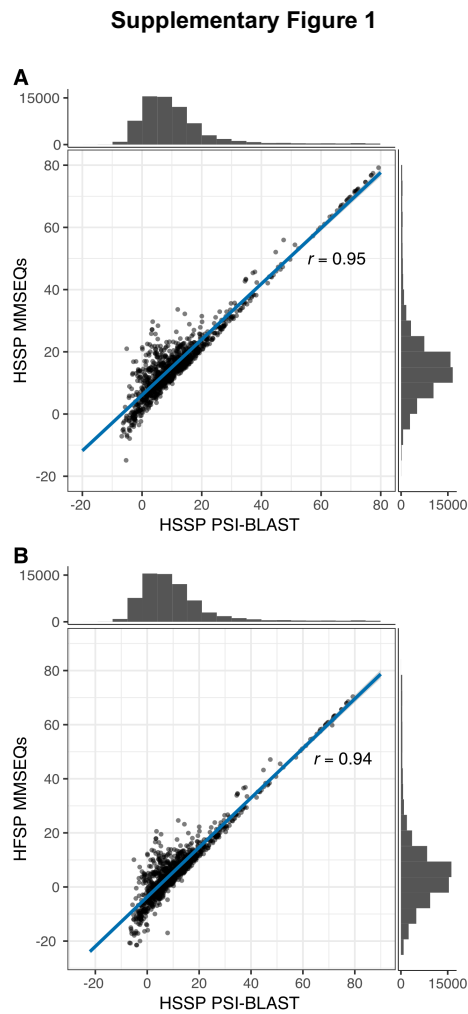 Supplementary Figure 1
A
15000
0
80
60
40
20
0
-20
HSSP MMSEQs
r = 0.95
-20 0 20 40 60 80
HSSP PSI-BLAST
0 15000
B
15000
0
80
60
40
20
0
-20
HFSP MMSEQs
r = 0.94
-20 0 20 40 60 80
HSSP PSI-BLAST
0 15000